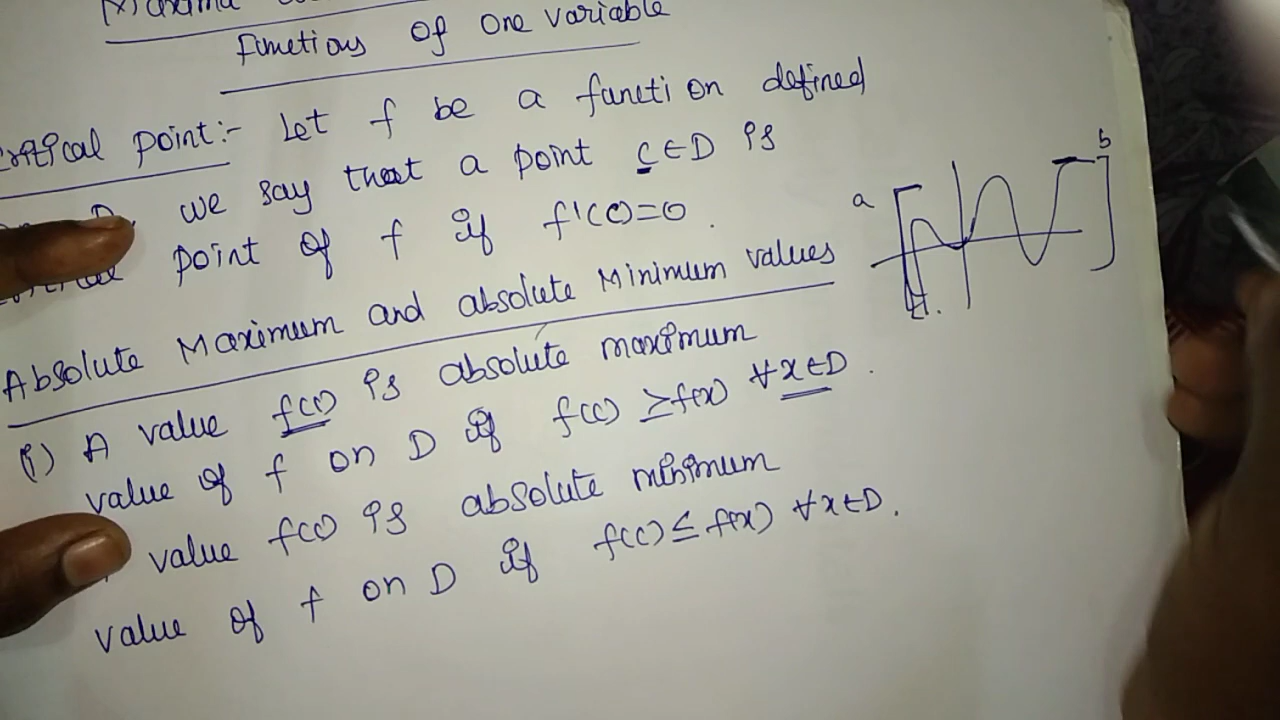 Maxima
Functions of One variable
Critical point:- Let f be a function defined
D, we say that a point c∈D is
point of f if f'(c)=0.
Absolute Maximum and absolute Minimum values
(i) A value f(c) is absolute maximum
value of f on D if f(c) ≥ f(x) ∀x∈D.
value f(c) is absolute minimum
value of f on D if f(c) ≤ f(x) ∀x∈D.
a
b